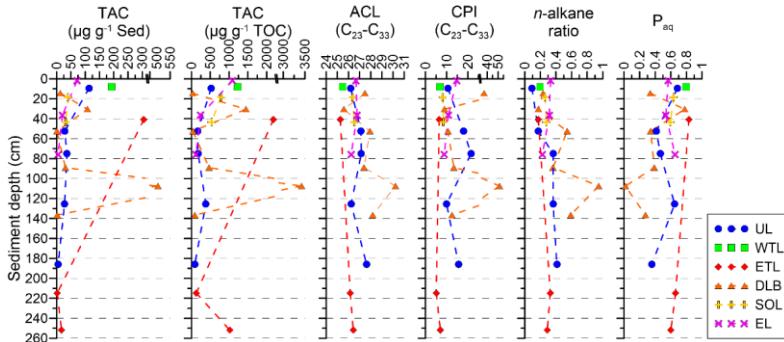 TAC TAC ACL CPI n-alkane Paq
(μg g-1 Sed) (μg g-1 TOC) (C23-C33) (C23-C33) ratio
0 50 100 150 200 250 300 350 500 550
0 500 1000 1500 2000 2500 3000 3500
24 25 26 27 28 29 30 31
0 10 20 30 40 50
0 0.2 0.4 0.6 0.8 1
0 0.2 0.4 0.6 0.8 1
Sediment depth (cm)
0
20
40
60
80
100
120
140
160
180
200
220
240
260
UL
WTL
ETL
DLB
SOL
EL